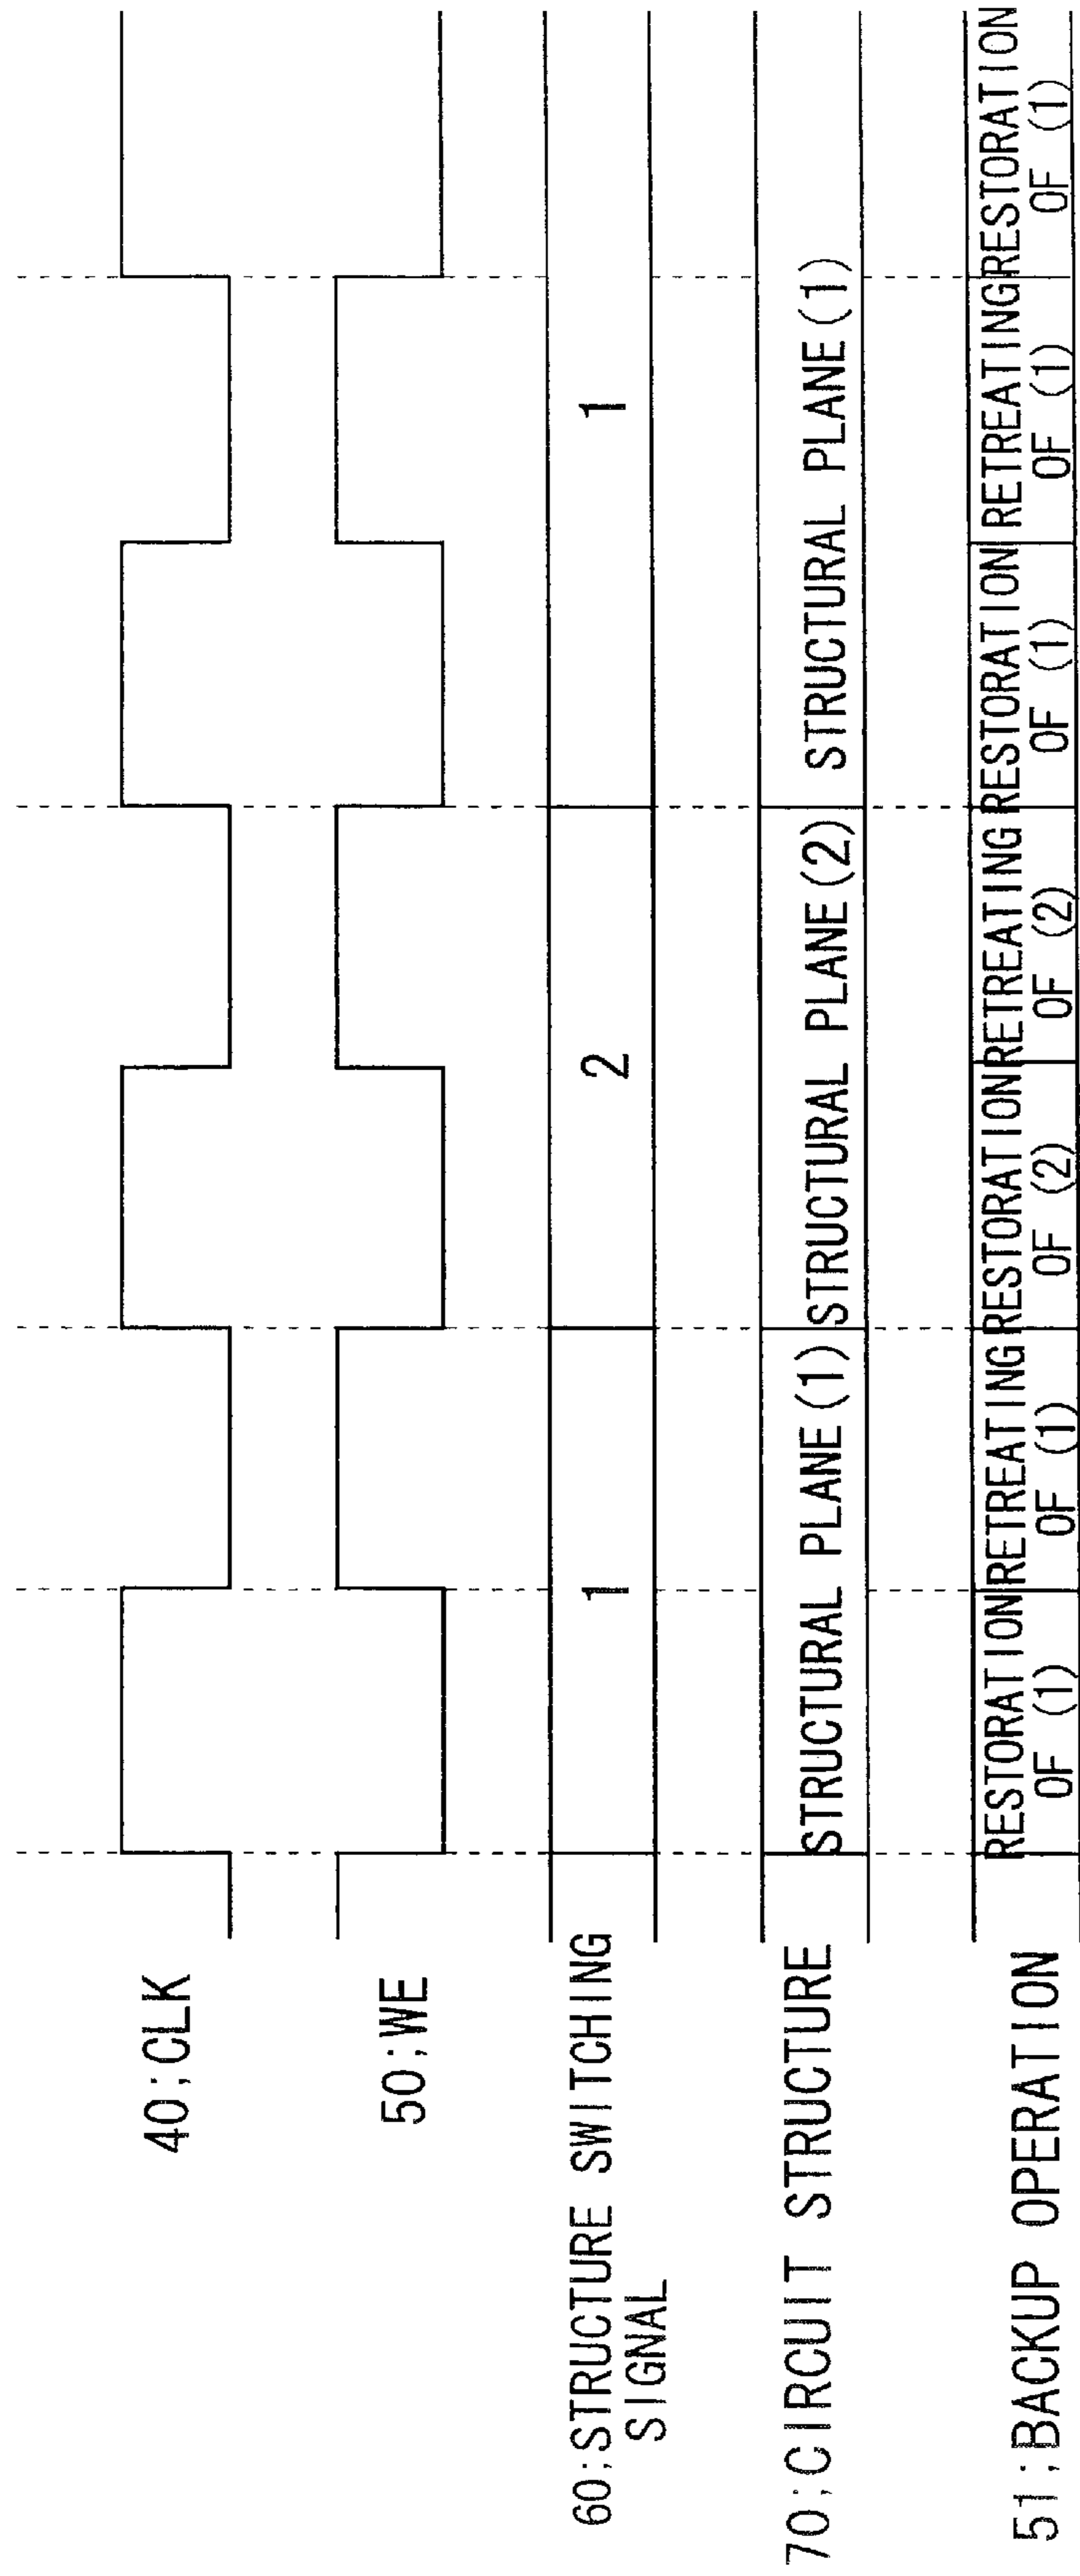 40;CLK
50;WE
60;STRUCTURE SWITCHING
SIGNAL
1
2
1
70;CIRCUIT STRUCTURE
STRUCTURAL PLANE(1)
STRUCTURAL PLANE(2)
STRUCTURAL PLANE(1)
51;BACKUP OPERATION
RESTORATION
OF (1)
RETREATING
OF (1)
RESTORATION
OF (2)
RETREATING
OF (2)
RESTORATION
OF (1)
RETREATING
OF (1)
RESTORATION
OF (1)